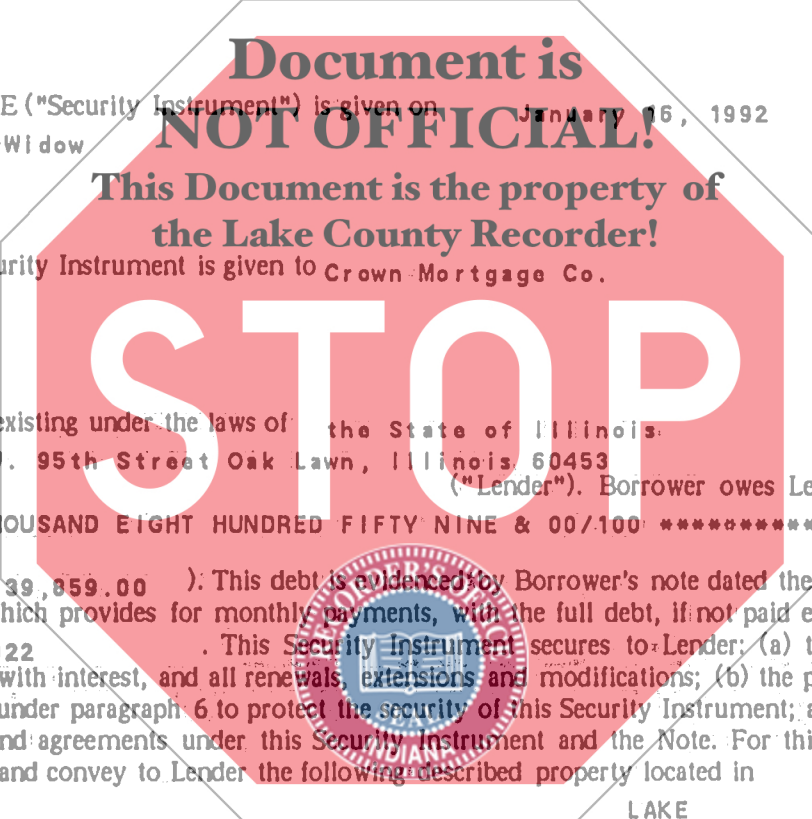 Document is
E ("Security Instrument") is given on January 16, 1992
NOT OFFICIAL!
Widow
This Document is the property of
the Lake County Recorder!
urity Instrument is given to Crown Mortgage Co.
STOP
existing under the laws of the State of Illinois
. 95th Street Oak Lawn, Illinois 60453
("Lender"). Borrower owes Le
OUSAND EIGHT HUNDRED FIFTY NINE & 00/100 ***********
39,859.00 ). This debt is evidenced by Borrower's note dated the
hich provides for monthly payments, with the full debt, if not paid e
22 . This Security Instrument secures to Lender: (a) t
with interest, and all renewals, extensions and modifications; (b) the p
under paragraph 6 to protect the security of this Security Instrument; a
nd agreements under this Security Instrument and the Note. For thi
and convey to Lender the following described property located in
LAKE
RECORDER'S
SEAL
INDIANA